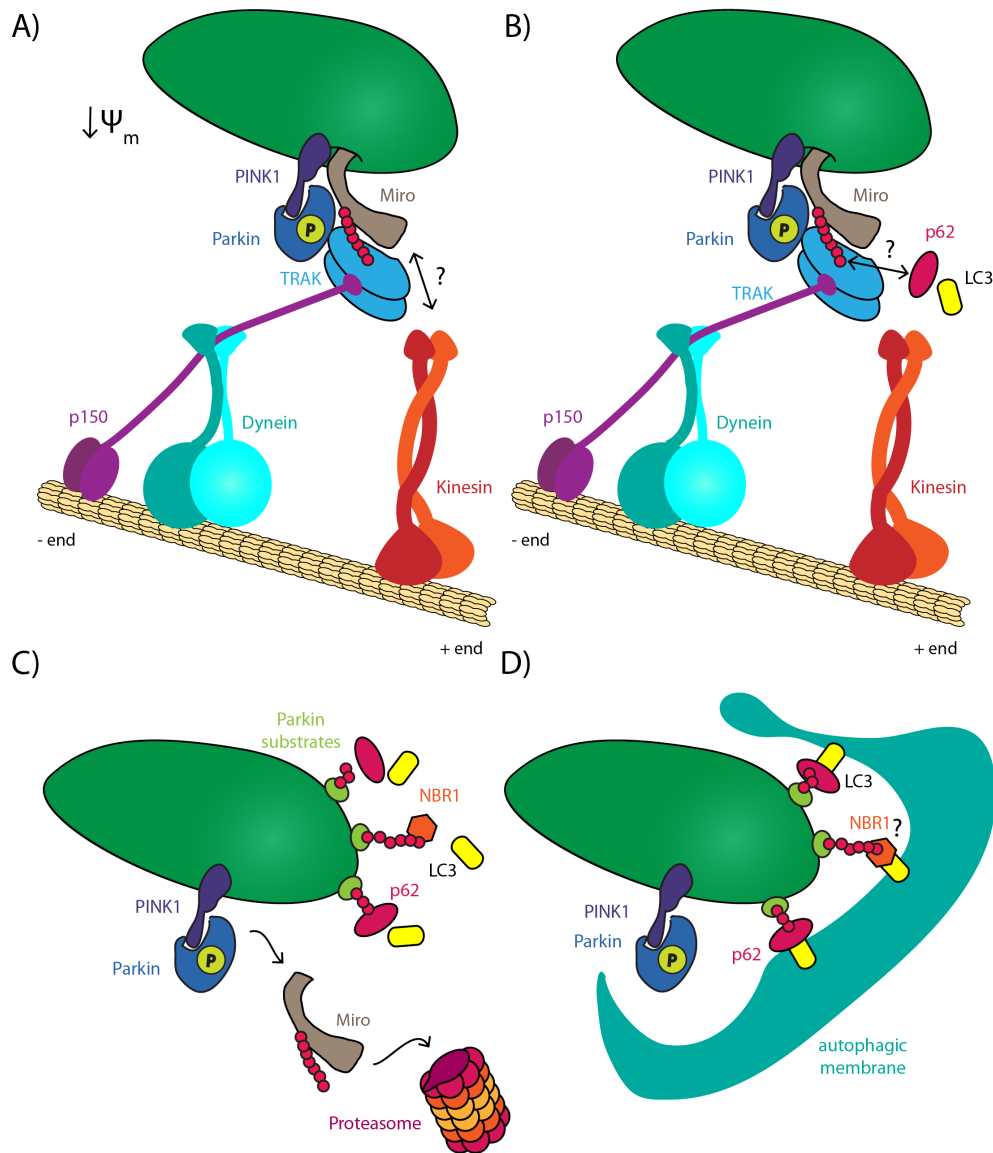 A)
↓Ψm
PINK1
Miro
P
Parkin
TRAK
?
p150
Dynein
Kinesin
- end
+ end
B)
PINK1
Miro
P
Parkin
p62
?
LC3
TRAK
p150
Dynein
Kinesin
- end
+ end
C)
Parkin
substrates
NBR1
LC3
p62
PINK1
P
Parkin
Miro
Proteasome
D)
LC3
NBR1
?
PINK1
Parkin
P
p62
autophagic
membrane